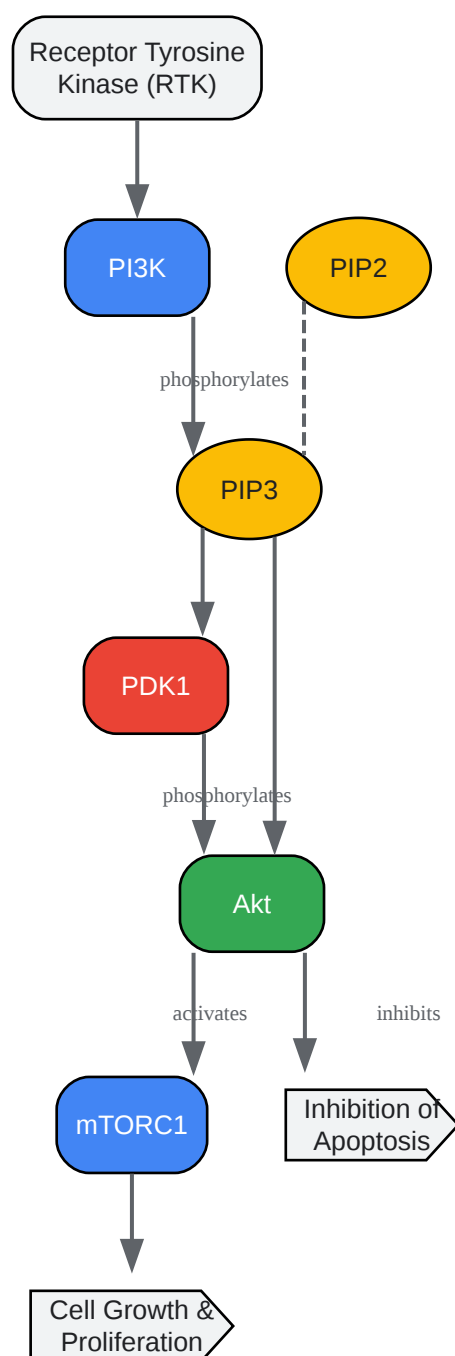 Receptor Tyrosine
Kinase (RTK)
PI3K
PIP2
phosphorylates
PIP3
PDK1
phosphorylates
Akt
activates
inhibits
mTORC1
Inhibition of
Apoptosis
Cell Growth &
Proliferation